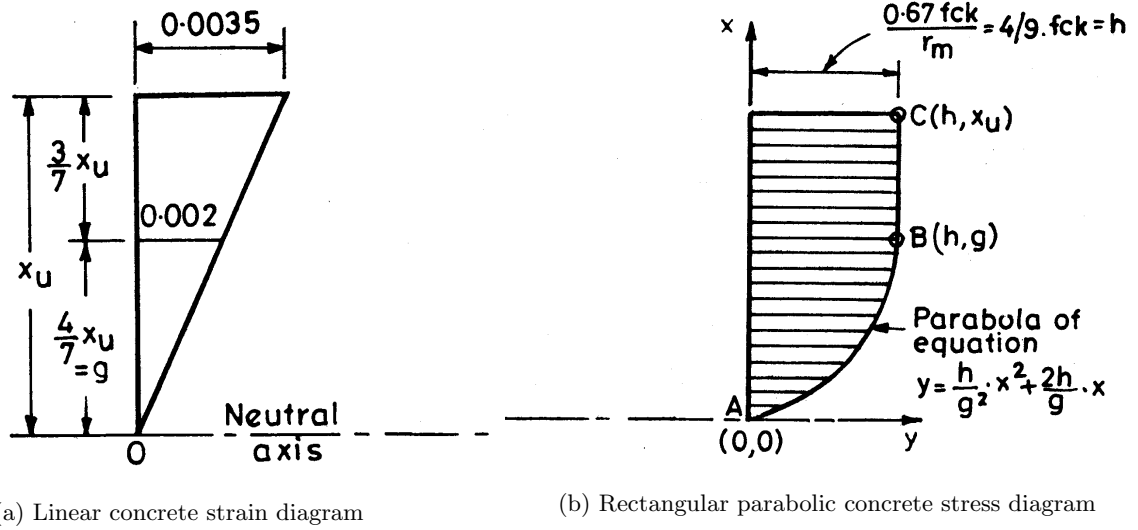 0.0035
3/7 xu
0.002
xu
4/7 xu
=g
Neutral
axis
O
(a) Linear concrete strain diagram
x
0.67 fck / rm = 4/9. fck = h
C(h, xu)
B(h,g)
Parabola of
equation
y = h/g² · x² + 2h/g · x
A
(0,0)
y
(b) Rectangular parabolic concrete stress diagram